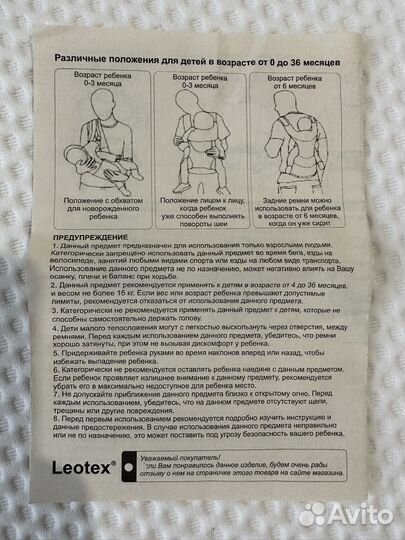 Различные положения для детей в возрасте от 0 до 36 месяцев
Возраст ребенка
0-3 месяца
Положение с обхватом
для новорожденного
ребенка
Возраст ребенка
0-3 месяца
Положение лицом к лицу,
когда ребенок
уже способен выполнять
повороты шеи
Возраст ребенка
от 6 месяцев
Задние ремни можно
использовать для ребенка
в возрасте от 6 месяцев,
когда он уже сидит
ПРЕДУПРЕЖДЕНИЕ
1. Данный предмет предназначен для использования только взрослыми людьми.
Категорически запрещено использовать данный предмет во время бега, езды на
велосипеде, занятий любыми видами спорта или езды на любом виде транспорта.
Использование данного предмета не по назначению, может негативно влиять на Вашу
осанку, плечи и баланс при ходьбе.
2. Данный предмет рекомендуется применять к детям в возрасте от 4 до 36 месяцев,
и весом не более 15 кг. Если вес или возраст ребенка превышают допустимые
лимиты, рекомендуется отказаться от использования данного предмета.
3. Категорически не рекомендуется применять данный предмет к детям, которые не
способны самостоятельно держать голову.
4. Дети малого телосложения могут с легкостью выскользнуть через отверстия, между
ремнями. Перед каждым использованием данного предмета, убедитесь, что ремни
хорошо затянуты, при этом не вызывая дискомфорт у ребенка.
5. Придерживайте ребенка руками во время наклонов вперед или назад, чтобы
избежать выпадение ребенка.
6. Категорически не рекомендуется оставлять ребенка наедине с данным предметом.
Если ребенок проявляет излишнее внимание к данному предмету, рекомендуется
убрать его в максимально недоступное для ребенка место.
7. Не допускайте приближение данного предмета близко к открытому огню. Перед
каждым использованием, убедитесь, что на данном предмете отсутствуют щели,
трещины или другие повреждения.
8. Перед первым использованием рекомендуется подробно изучить инструкцию и
данные предостережения. В случае использования данного предмета неправильно
или не по назначению, это может поставить под угрозу безопасность вашего ребенка.
Leotex®
Уважаемый покупатель!
Если Вам понравилось данное изделие, будем очень рады
отзыву о нем на страничке этого товара на сайте магазина.
Avito